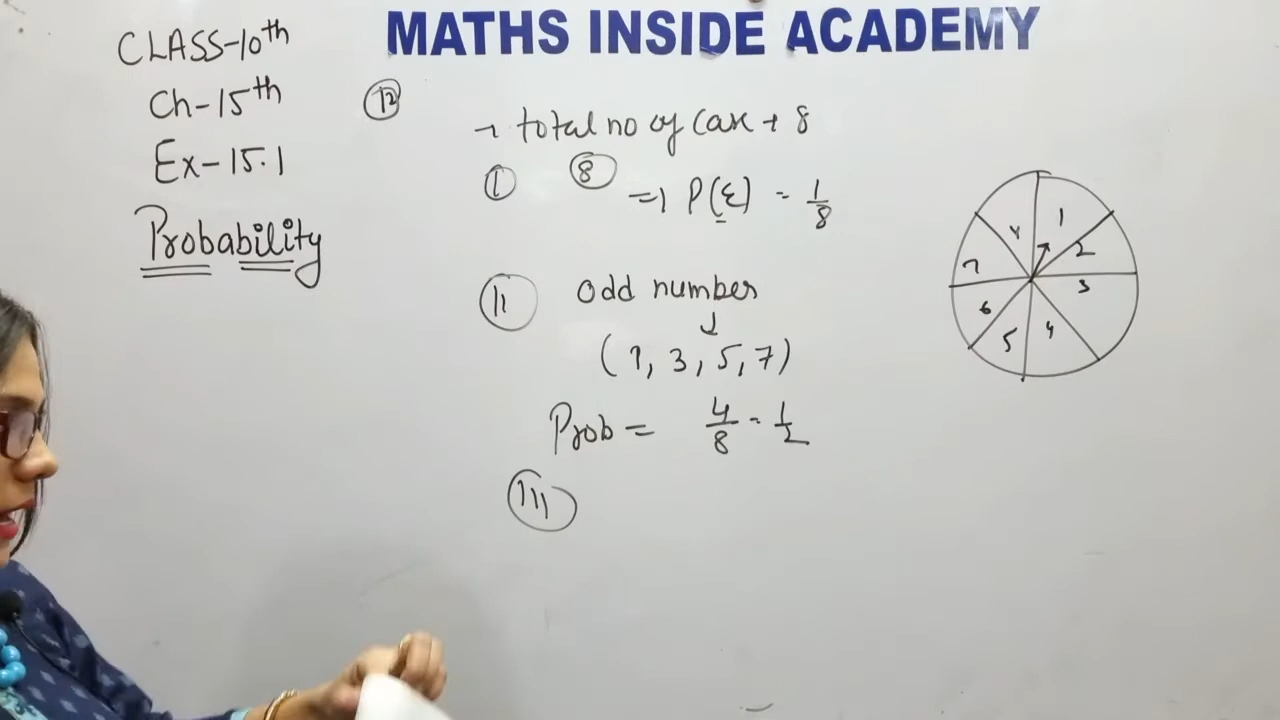 MATHS INSIDE ACADEMY
CLASS-10th
Ch-15th
Ex-15.1
Probability
12
→ total no of Case → 8
(i) 8
⇒ P(E) = 1/8
(ii) odd number
↓
(1, 3, 5, 7)
Prob = 4/8 = 1/2
(iii)
1
2
3
4
5
6
7